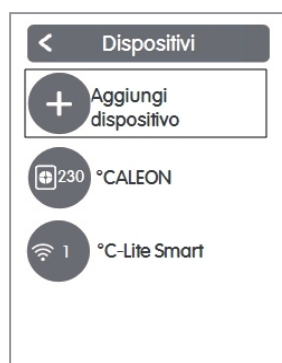 Dispositivi
Aggiungi
dispositivo
230 °CALEON
1 °C-Lite Smart